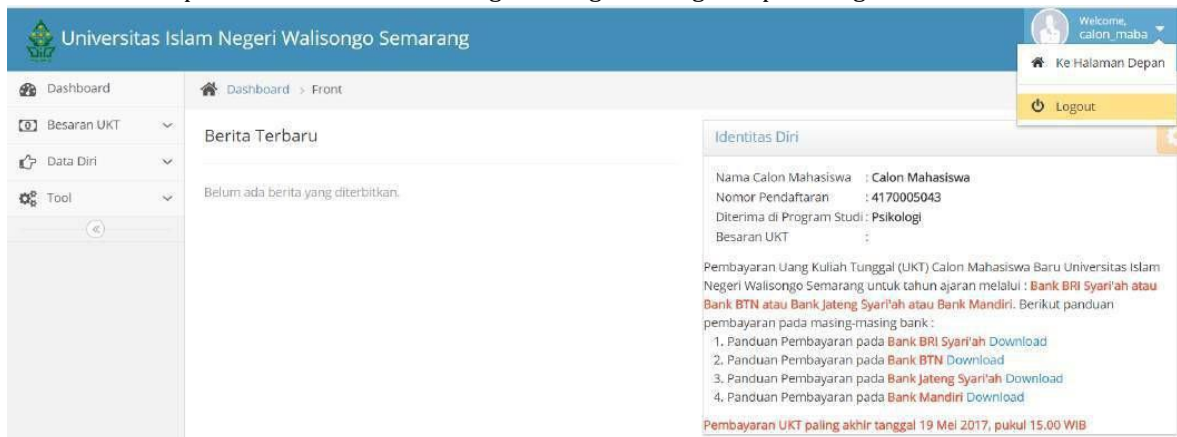 Universitas Islam Negeri Walisongo Semarang
Welcome,
calon_maba
Ke Halaman Depan
Logout
Dashboard
Besaran UKT
Data Diri
Tool
Dashboard > Front
Berita Terbaru
Belum ada berita yang diterbitkan.
Identitas Diri
Nama Calon Mahasiswa : Calon Mahasiswa
Nomor Pendaftaran : 4170005043
Diterima di Program Studi : Psikologi
Besaran UKT :
Pembayaran Uang Kuliah Tunggal (UKT) Calon Mahasiswa Baru Universitas Islam
Negeri Walisongo Semarang untuk tahun ajaran melalui : Bank BRI Syari'ah atau
Bank BTN atau Bank Jateng Syari'ah atau Bank Mandiri. Berikut panduan
pembayaran pada masing-masing bank :
1. Panduan Pembayaran pada Bank BRI Syari'ah Download
2. Panduan Pembayaran pada Bank BTN Download
3. Panduan Pembayaran pada Bank Jateng Syari'ah Download
4. Panduan Pembayaran pada Bank Mandiri Download
Pembayaran UKT paling akhir tanggal 19 Mei 2017, pukul 15.00 WIB